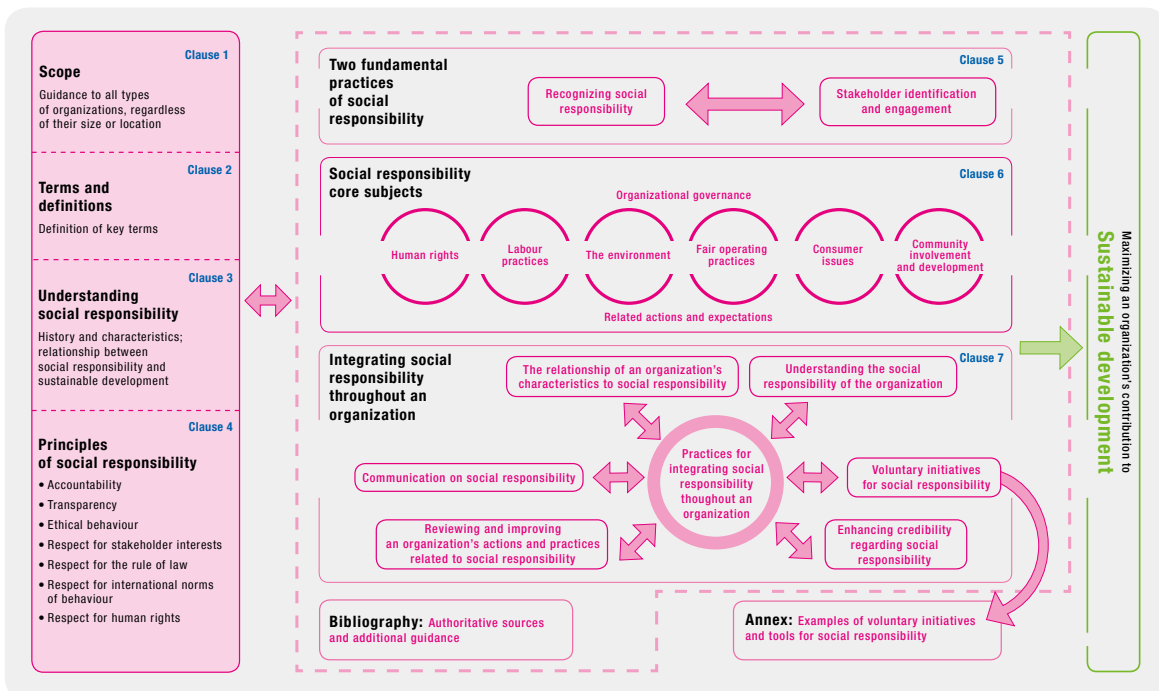 Clause 1
Scope
Guidance to all types
of organizations, regardless
of their size or location
Clause 2
Terms and
definitions
Definition of key terms
Clause 3
Understanding
social responsibility
History and characteristics;
relationship between
social responsibility and
sustainable development
Clause 4
Principles
of social responsibility
• Accountability
• Transparency
• Ethical behaviour
• Respect for stakeholder interests
• Respect for the rule of law
• Respect for international norms
of behaviour
• Respect for human rights
Two fundamental
practices
of social
responsibility
Clause 5
Recognizing social
responsibility
Stakeholder identification
and engagement
Social responsibility
core subjects
Clause 6
Organizational governance
Human rights
Labour
practices
The environment
Fair operating
practices
Consumer
issues
Community
involvement
and development
Related actions and expectations
Integrating social
responsibility
throughout an
organization
Clause 7
The relationship of an organization's
characteristics to social responsibility
Understanding the social
responsibility of the organization
Communication on social responsibility
Practices for
integrating social
responsibility
thoughout an
organization
Voluntary initiatives
for social responsibility
Reviewing and improving
an organization's actions and practices
related to social responsibility
Enhancing credibility
regarding social
responsibility
Bibliography: Authoritative sources
and additional guidance
Annex: Examples of voluntary initiatives
and tools for social responsibility
Maximizing an organization's contribution to
Sustainable development